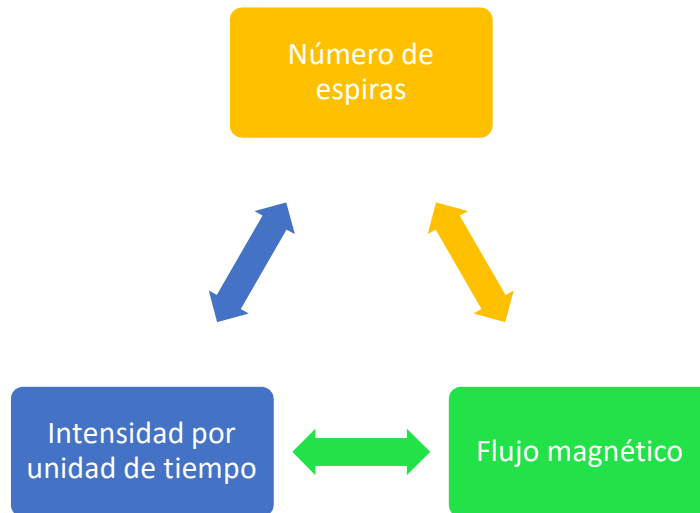 Número de
espiras
Intensidad por
unidad de tiempo
Flujo magnético